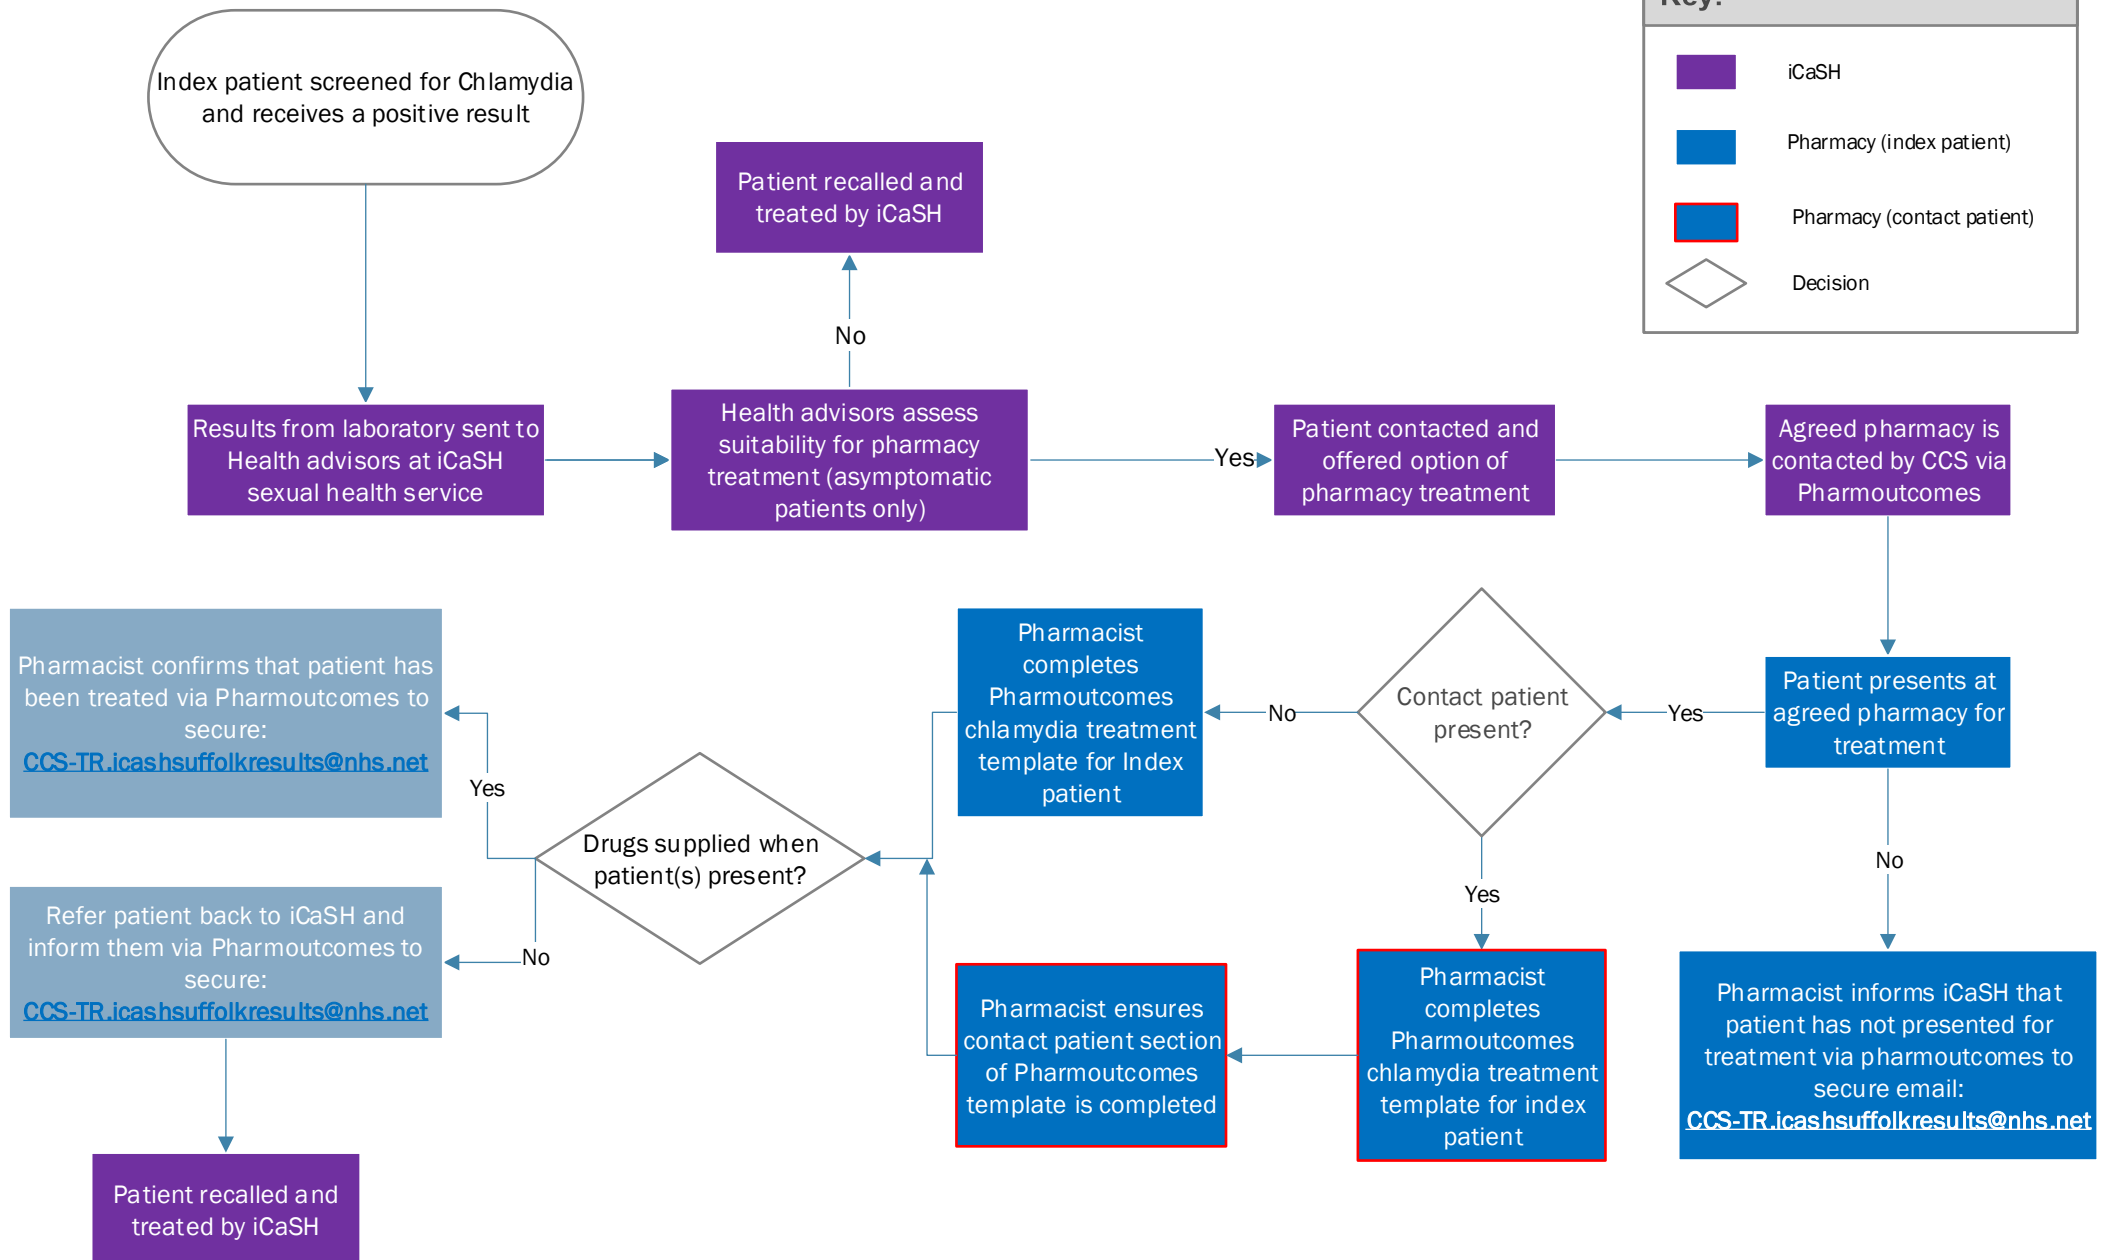 Key:
iCaSH
Pharmacy (index patient)
Pharmacy (contact patient)
Decision
Index patient screened for Chlamydia
and receives a positive result
Patient recalled and
treated by iCaSH
No
Results from laboratory sent to
Health advisors at iCaSH
sexual health service
Health advisors assess
suitability for pharmacy
treatment (asymptomatic
patients only)
Yes
Patient contacted and
offered option of
pharmacy treatment
Agreed pharmacy is
contacted by CCS via
Pharmoutcomes
Patient presents at
agreed pharmacy for
treatment
Yes
No
Contact patient
present?
No
Yes
Pharmacist
completes
Pharmoutcomes
chlamydia treatment
template for Index
patient
Pharmacist informs iCaSH that
patient has not presented for
treatment via pharmoutcomes to
secure email:
CCS-TR.icashsuffolkresults@nhs.net
Pharmacist
completes
Pharmoutcomes
chlamydia treatment
template for index
patient
Pharmacist ensures
contact patient section
of Pharmoutcomes
template is completed
Drugs supplied when
patient(s) present?
Yes
No
Pharmacist confirms that patient has
been treated via Pharmoutcomes to
secure:
CCS-TR.icashsuffolkresults@nhs.net
Refer patient back to iCaSH and
inform them via Pharmoutcomes to
secure:
CCS-TR.icashsuffolkresults@nhs.net
Patient recalled and
treated by iCaSH